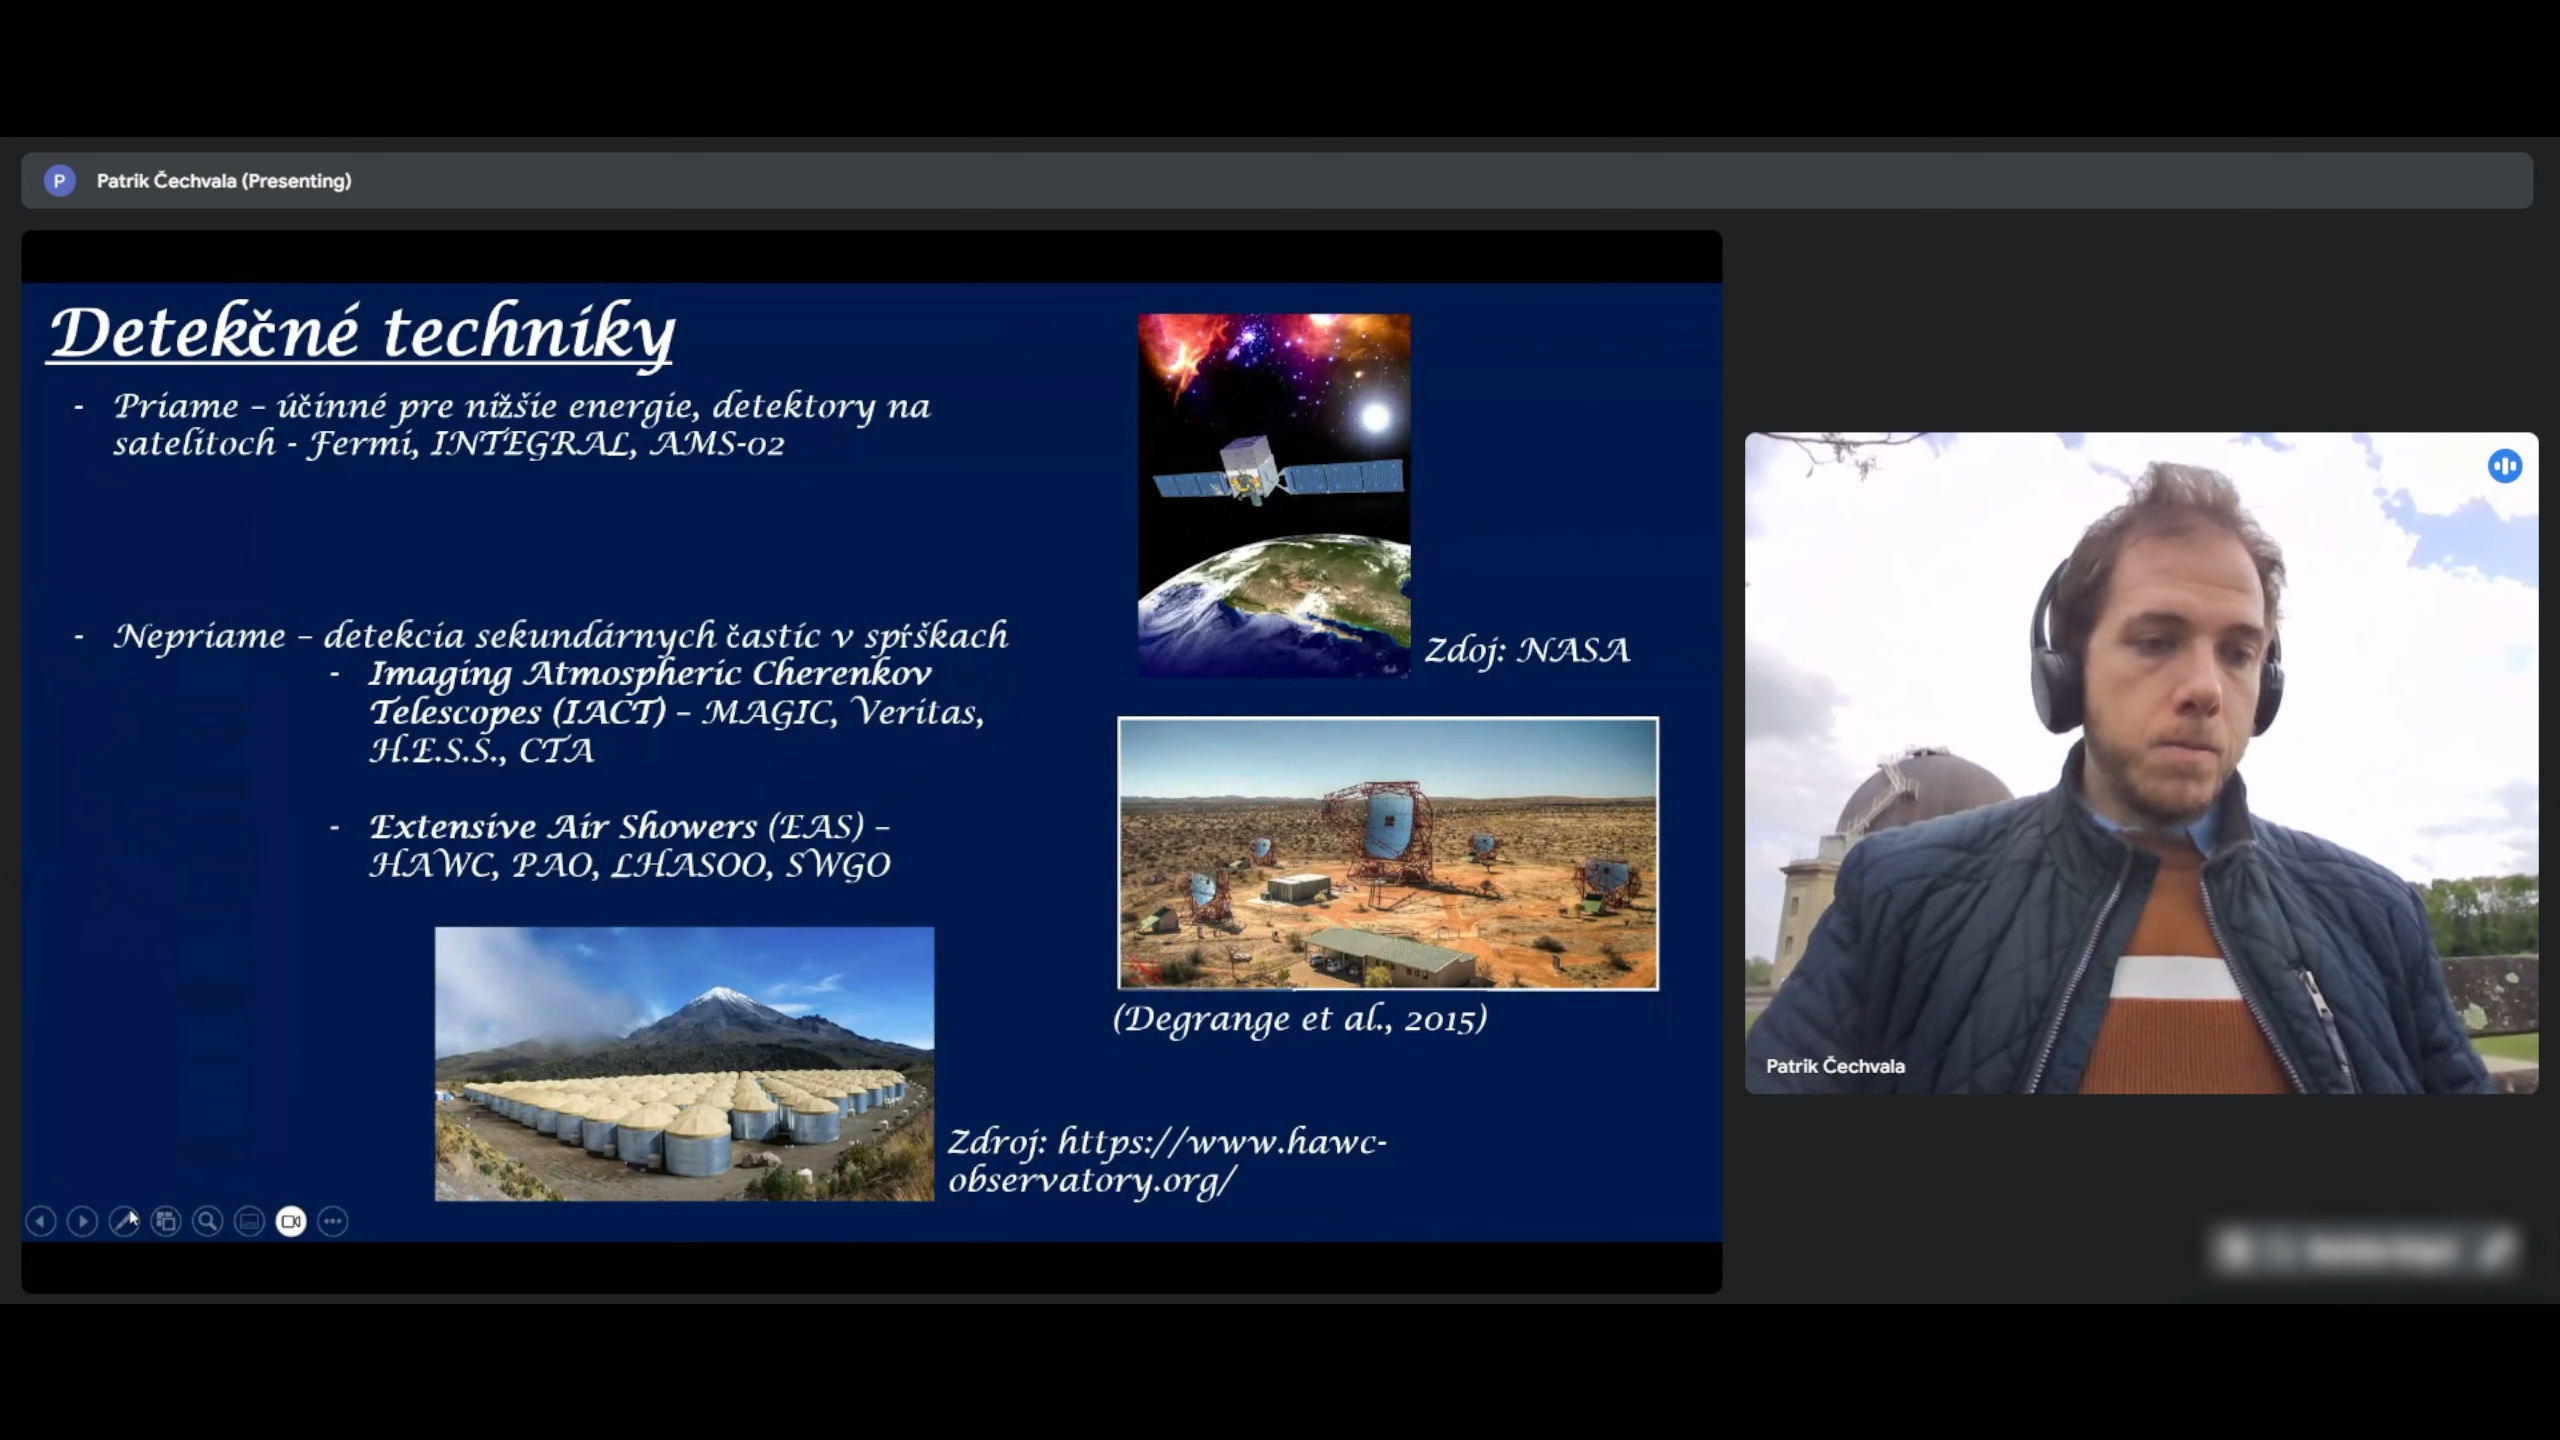 P
Patrik Čechvala (Presenting)
Detekčné techniky
- Priame – účinné pre nižšie energie, detektory na
satelitoch - Fermi, INTEGRAL, AMS-02
- Nepriame – detekcia sekundárnych častíc v spŕškach
- Imaging Atmospheric Cherenkov
Telescopes (IACT) – MAGIC, Veritas,
H.E.S.S., CTA
- Extensive Air Showers (EAS) –
HAWC, PAO, LHASOO, SWGO
Zdoj: NASA
(Degrange et al., 2015)
Zdroj: https://www.hawc-
observatory.org/
Patrik Čechvala